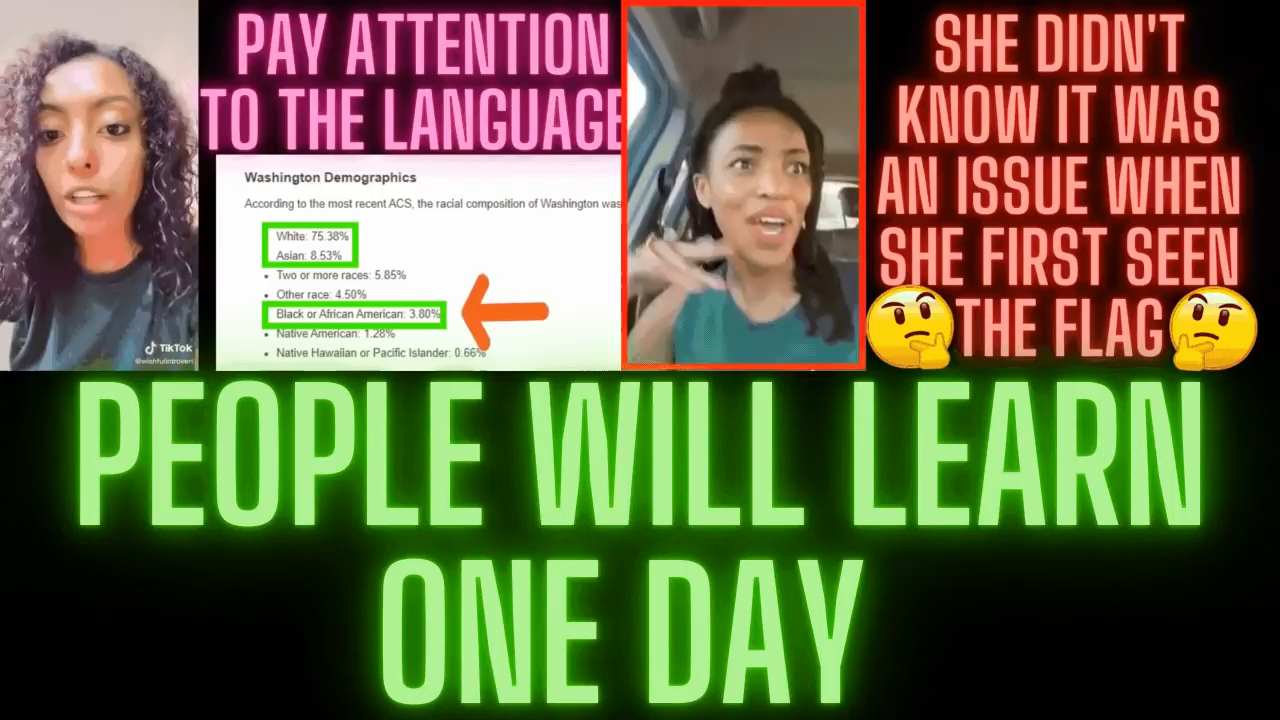 PAY ATTENTION
TO THE LANGUAGE
Washington Demographics
According to the most recent ACS, the racial composition of Washington was
White: 75.38%
Asian: 8.53%
Two or more races: 5.85%
Other race: 4.50%
Black or African American: 3.80%
Native American: 1.28%
Native Hawaiian or Pacific Islander: 0.66%
TikTok
@wishfulintrovert
SHE DIDN'T
KNOW IT WAS
AN ISSUE WHEN
SHE FIRST SEEN
THE FLAG
PEOPLE WILL LEARN
ONE DAY